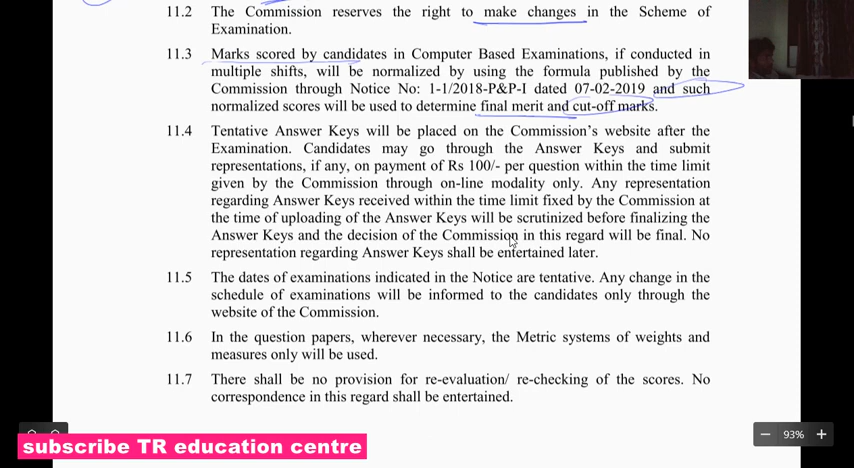 11.2 The Commission reserves the right to make changes in the Scheme of
Examination.
11.3 Marks scored by candidates in Computer Based Examinations, if conducted in
multiple shifts, will be normalized by using the formula published by the
Commission through Notice No: 1-1/2018-P&P-I dated 07-02-2019 and such
normalized scores will be used to determine final merit and cut-off marks.
11.4 Tentative Answer Keys will be placed on the Commission's website after the
Examination. Candidates may go through the Answer Keys and submit
representations, if any, on payment of Rs 100/- per question within the time limit
given by the Commission through on-line modality only. Any representation
regarding Answer Keys received within the time limit fixed by the Commission at
the time of uploading of the Answer Keys will be scrutinized before finalizing the
Answer Keys and the decision of the Commission in this regard will be final. No
representation regarding Answer Keys shall be entertained later.
11.5 The dates of examinations indicated in the Notice are tentative. Any change in the
schedule of examinations will be informed to the candidates only through the
website of the Commission.
11.6 In the question papers, wherever necessary, the Metric systems of weights and
measures only will be used.
11.7 There shall be no provision for re-evaluation/ re-checking of the scores. No
correspondence in this regard shall be entertained.
− 93% +
subscribe TR education centre